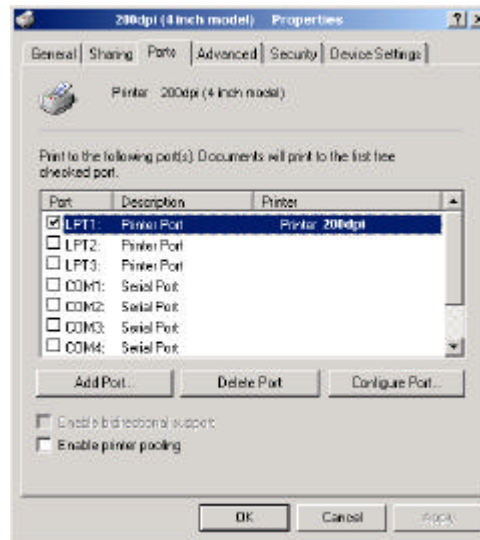 200dpi (4 inch model) Properties
General Sharing Ports Advanced Security Device Settings
Printer 200dpi (4 inch model)
Print to the following port(s). Documents will print to the first free
checked port.
Port Description Printer
LPT1: Printer Port Printer 200dpi
LPT2: Printer Port
LPT3: Printer Port
COM1: Serial Port
COM2: Serial Port
COM3: Serial Port
COM4: Serial Port
Add Port... Delete Port Configure Port...
Enable bidirectional support
Enable printer pooling
OK Cancel Apply